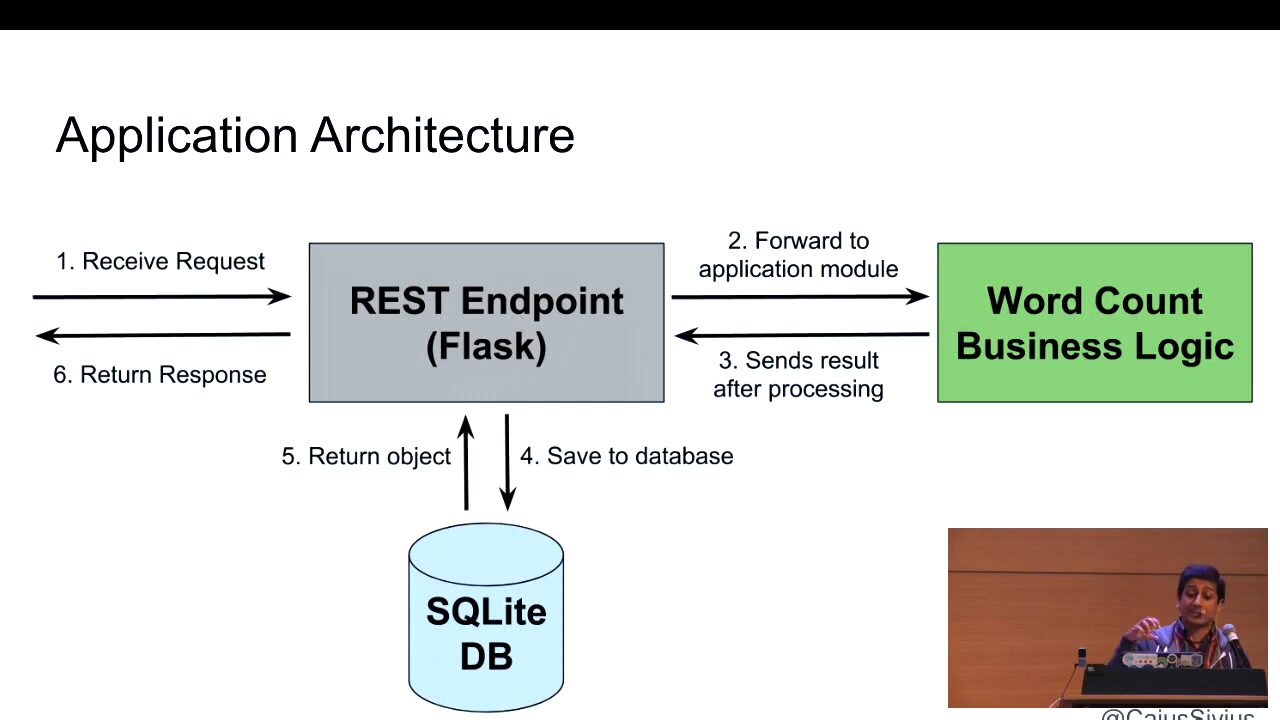 Application Architecture
1. Receive Request
6. Return Response
REST Endpoint
(Flask)
2. Forward to
application module
3. Sends result
after processing
Word Count
Business Logic
5. Return object
4. Save to database
SQLite
DB
@CaiusSivius